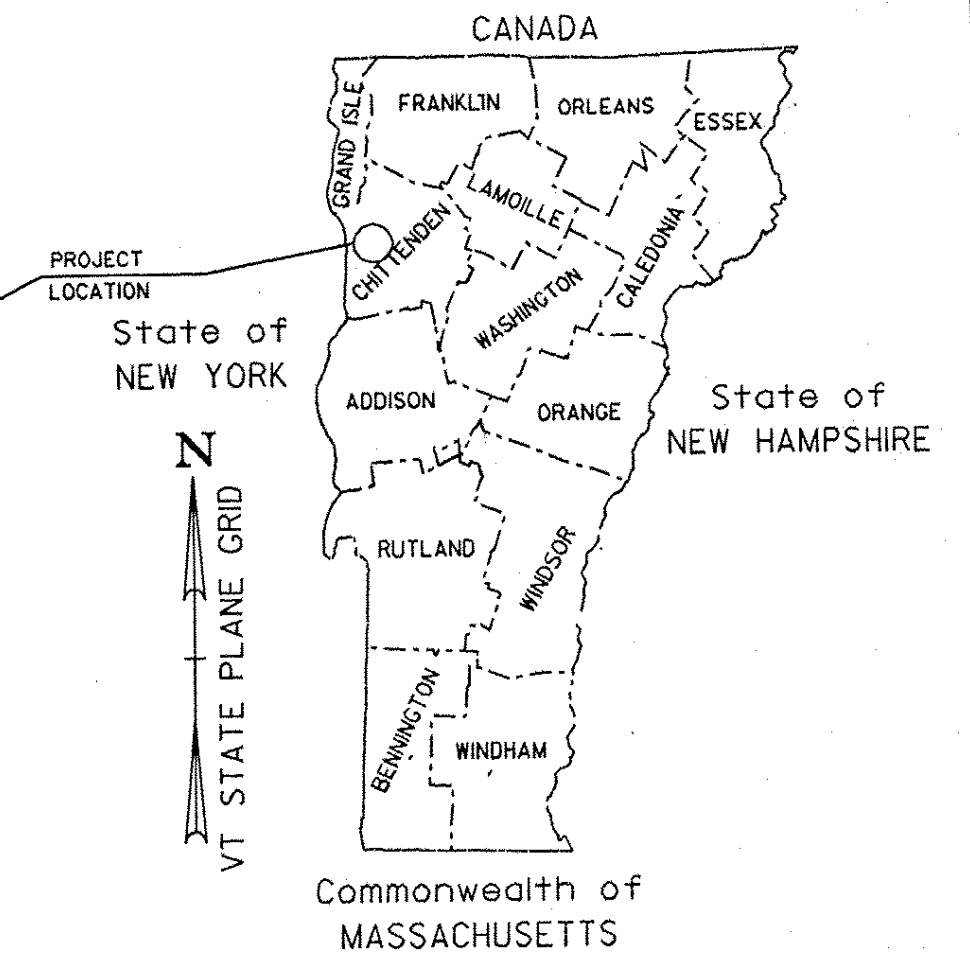 CANADA
FRANKLIN
ORLEANS
ESSEX
GRAND ISLE
LAMOILLE
CHITTENDEN
CALEDONIA
PROJECT
LOCATION
WASHINGTON
State of
NEW YORK
ADDISON
ORANGE
State of
NEW HAMPSHIRE
N
VT STATE PLANE GRID
RUTLAND
WINDSOR
BENNINGTON
WINDHAM
Commonwealth of
MASSACHUSETTS